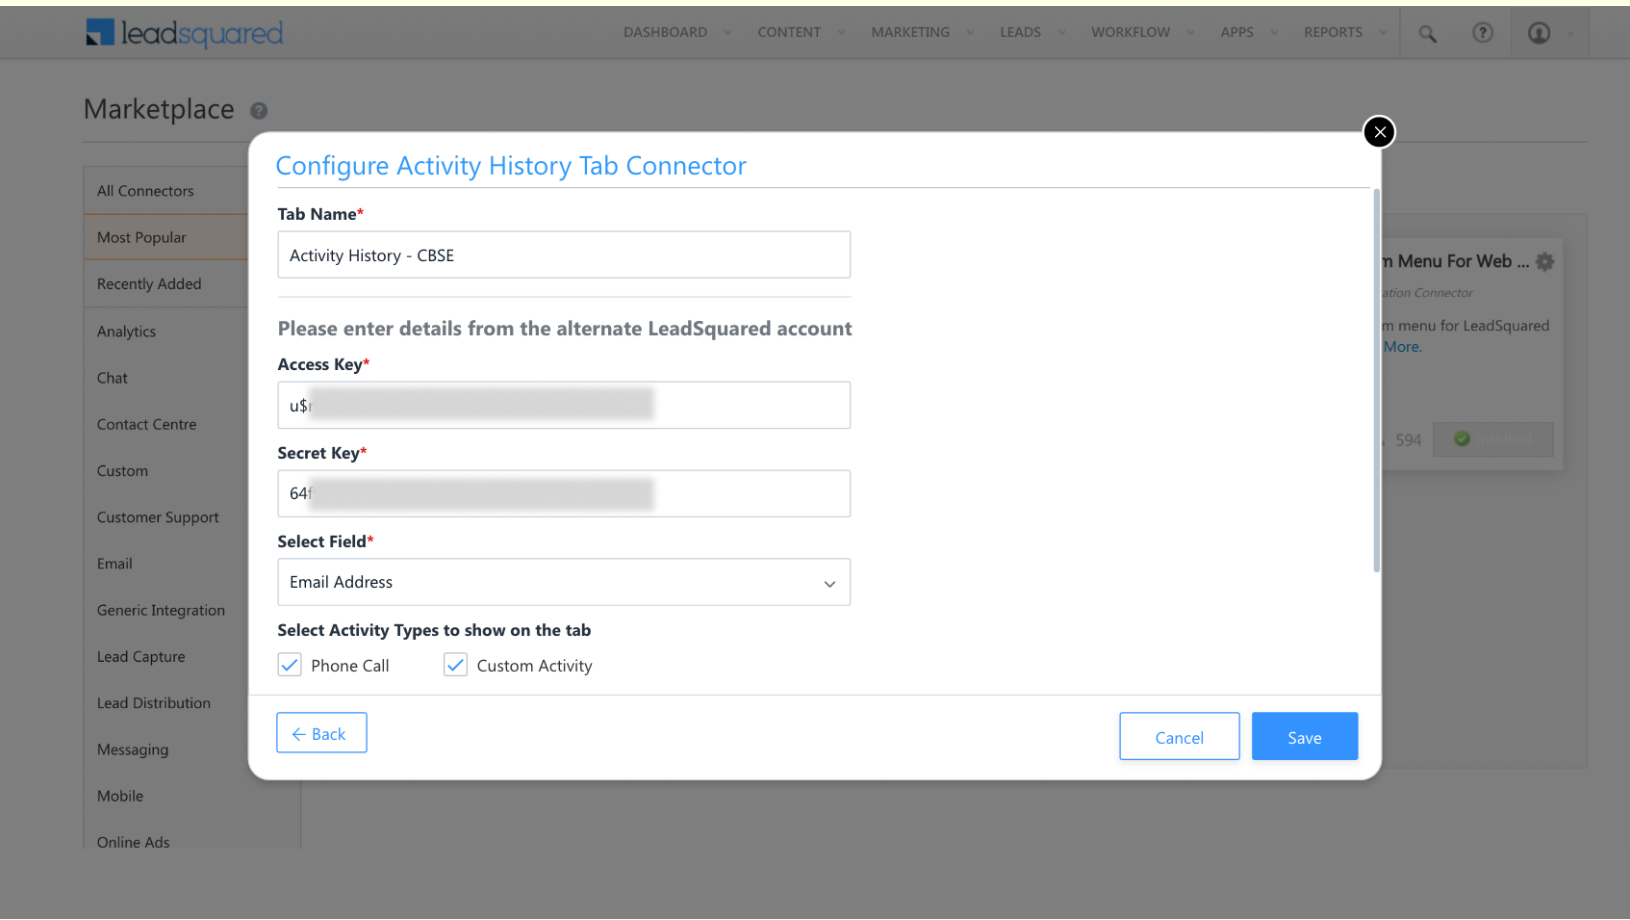 leadsquared
DASHBOARD CONTENT MARKETING LEADS WORKFLOW APPS REPORTS
Marketplace
All Connectors
Most Popular
Recently Added
Analytics
Chat
Contact Centre
Custom
Customer Support
Email
Generic Integration
Lead Capture
Lead Distribution
Messaging
Mobile
Online Ads
Configure Activity History Tab Connector
Tab Name*
Activity History - CBSE
Please enter details from the alternate LeadSquared account
Access Key*
u$r
Secret Key*
64f
Select Field*
Email Address
Select Activity Types to show on the tab
Phone Call Custom Activity
← Back
Cancel
Save
m Menu For Web ...
ation Connector
m menu for LeadSquared
More.
594
Installed